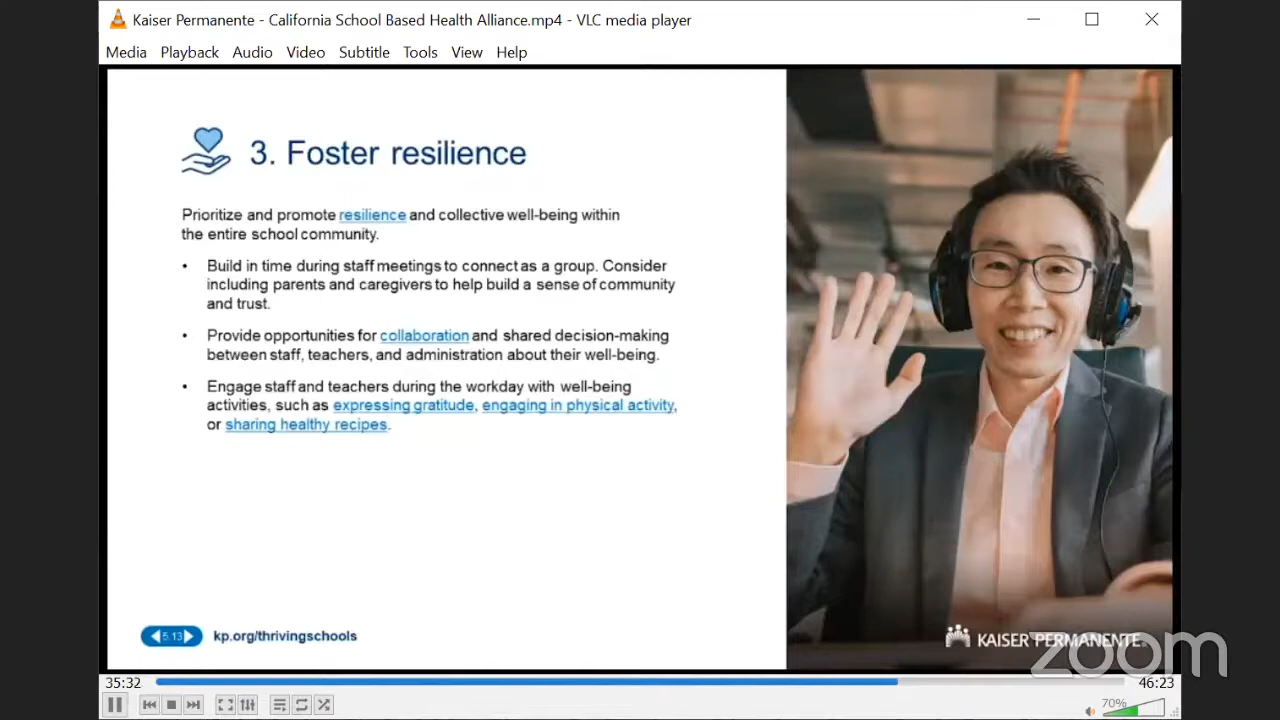 Kaiser Permanente - California School Based Health Alliance.mp4 - VLC media player
Media Playback Audio Video Subtitle Tools View Help
3. Foster resilience
Prioritize and promote resilience and collective well-being within
the entire school community.
• Build in time during staff meetings to connect as a group. Consider
including parents and caregivers to help build a sense of community
and trust.
• Provide opportunities for collaboration and shared decision-making
between staff, teachers, and administration about their well-being.
• Engage staff and teachers during the workday with well-being
activities, such as expressing gratitude, engaging in physical activity,
or sharing healthy recipes.
5.13 kp.org/thrivingschools
KAISER PERMANENTE®
zoom
35:32 46:23
70%